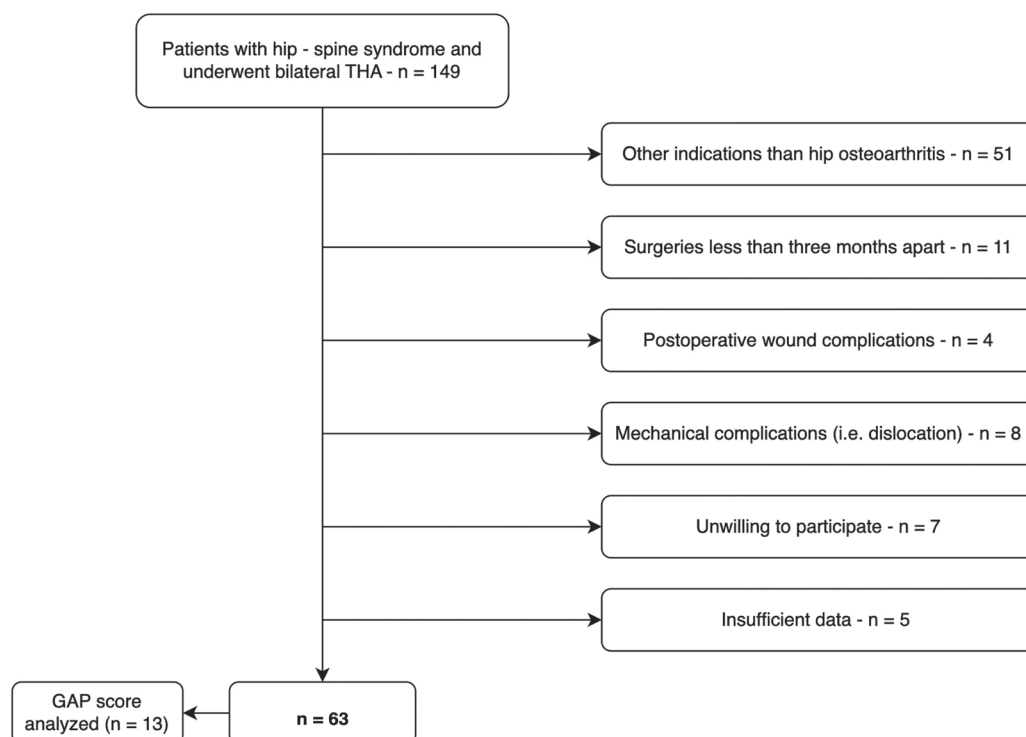 Patients with hip - spine syndrome and
underwent bilateral THA - n = 149
Other indications than hip osteoarthritis - n = 51
Surgeries less than three months apart - n = 11
Postoperative wound complications - n = 4
Mechanical complications (i.e. dislocation) - n = 8
Unwilling to participate - n = 7
Insufficient data - n = 5
GAP score
analyzed (n = 13)
n = 63